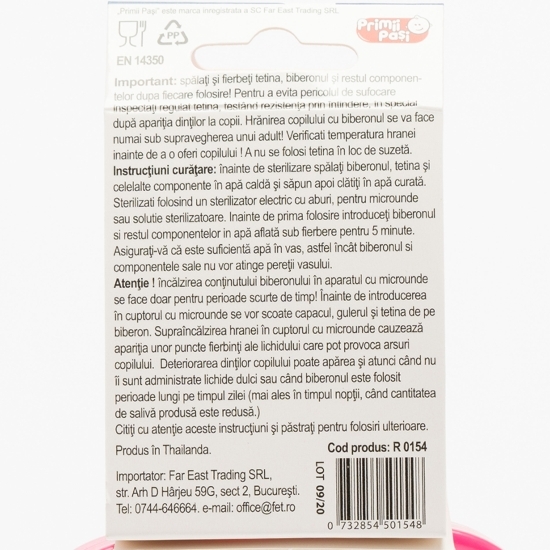 „Primii Paşi” este marca inregistrata a SC Far East Trading SRL
PP
Primii
Paşi
EN 14350
Important: spălaţi şi fierbeţi tetina, biberonul şi restul componen-
telor dupa fiecare folosire! Pentru a evita pericolul de sufocare
inspectaţi regulat tetina, testând rezistenţa prin întindere, în special
după apariţia dinţilor la copii. Hrănirea copilului cu biberonul se va face
numai sub supravegherea unui adult! Verificati temperatura hranei
inainte de a o oferi copilului ! A nu se folosi tetina în loc de suzetă.
Instrucţiuni curăţare: înainte de sterilizare spălaţi biberonul, tetina şi
celelalte componente în apă caldă şi săpun apoi clătiţi în apă curată.
Sterilizati folosind un sterilizator electric cu aburi, pentru microunde
sau solutie sterilizatoare. Inainte de prima folosire introduceţi biberonul
si restul componentelor in apă aflată sub fierbere pentru 5 minute.
Asiguraţi-vă că este suficientă apă în vas, astfel încât biberonul si
componentele sale nu vor atinge pereţii vasului.
Atenţie ! încălzirea conţinutului biberonului în aparatul cu microunde
se face doar pentru perioade scurte de timp! Înainte de introducerea
în cuptorul cu microunde se vor scoate capacul, gulerul şi tetina de pe
biberon. Supraîncălzirea hranei în cuptorul cu microunde cauzează
apariţia unor puncte fierbinţi ale lichidului care pot provoca arsuri
copilului. Deteriorarea dinţilor copilului poate apărea şi atunci când nu
îi sunt administrate lichide dulci sau când biberonul este folosit
perioade lungi pe timpul zilei (mai ales în timpul nopţii, când cantitatea
de salivă produsă este redusă.)
Citiţi cu atenţie aceste instrucţiuni şi păstraţi pentru folosiri ulterioare.
Produs în Thailanda.
Cod produs: R 0154
Importator: Far East Trading SRL,
str. Arh D Hârjeu 59G, sect 2, Bucureşti.
Tel: 0744-646664. e-mail: office@fet.ro
LOT 09/20
0 732854 501548